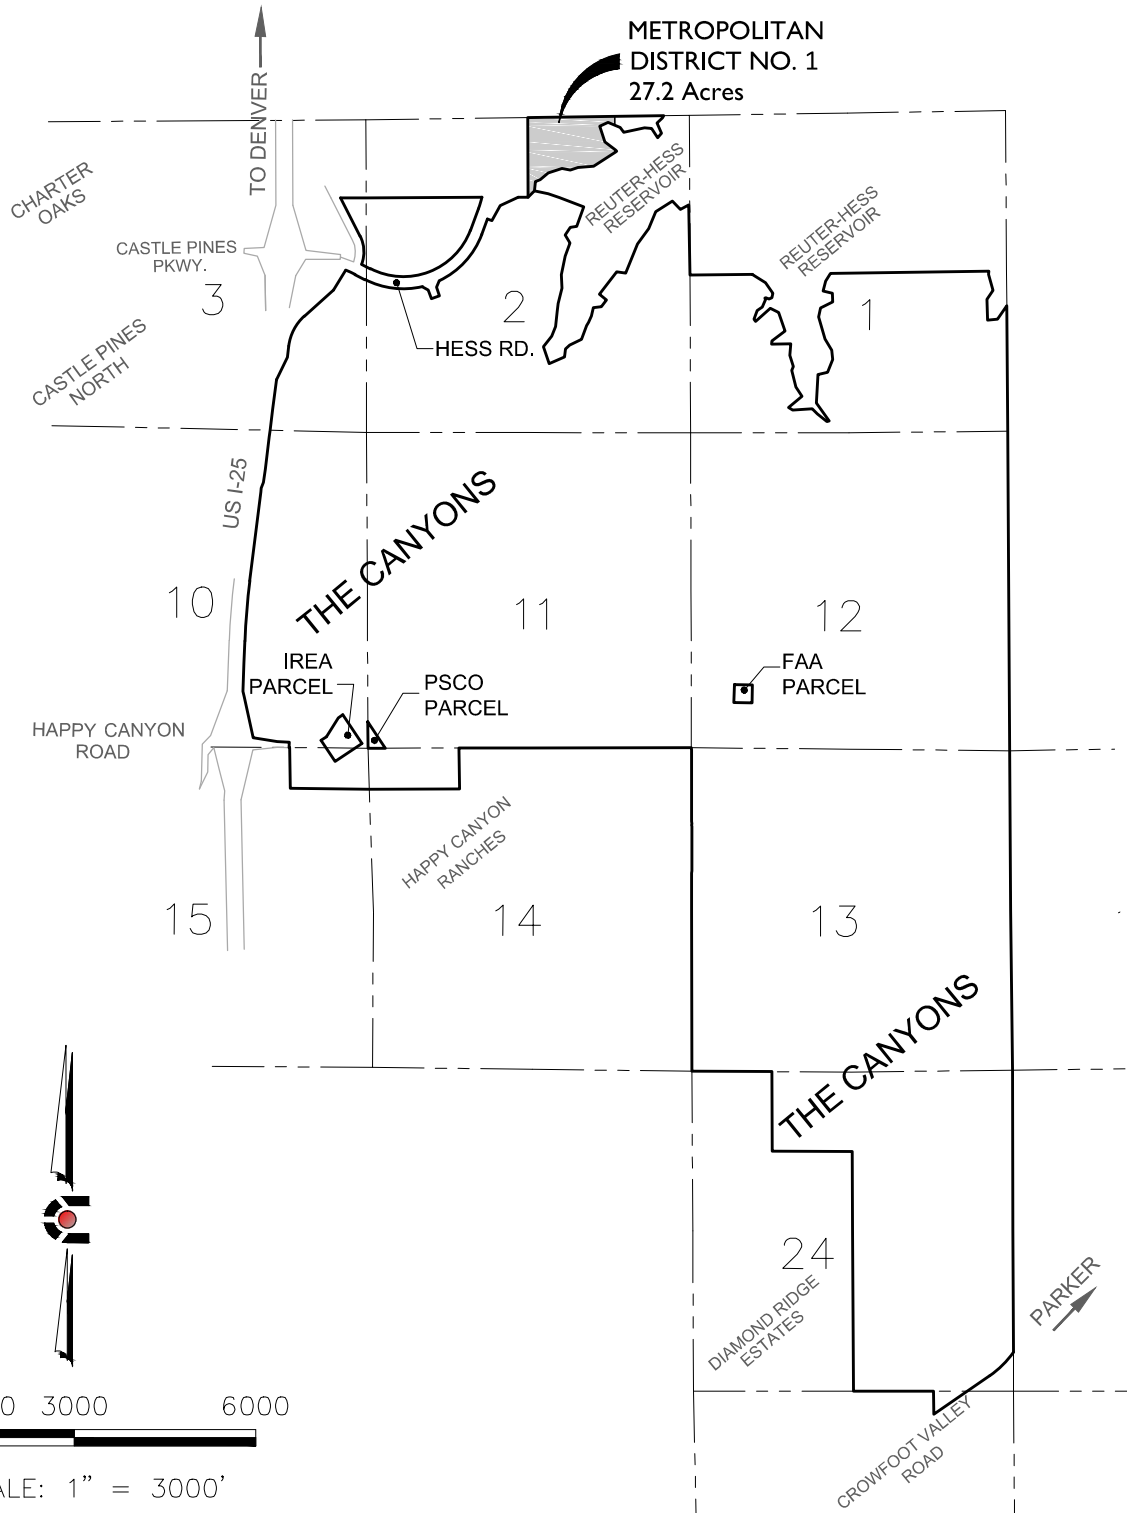 METROPOLITAN
DISTRICT NO. 1
27.2 Acres
TO DENVER
CHARTER
OAKS
REUTER-HESS
RESERVOIR
REUTER-HESS
RESERVOIR
CASTLE PINES
PKWY.
3
2
1
HESS RD.
CASTLE PINES
NORTH
US I-25
THE CANYONS
10
11
12
IREA
PARCEL
PSCO
PARCEL
FAA
PARCEL
HAPPY CANYON
ROAD
HAPPY CANYON
RANCHES
15
14
13
THE CANYONS
24
DIAMOND RIDGE
ESTATES
PARKER
CROWFOOT VALLEY
ROAD
0 3000 6000
ALE: 1" = 3000'